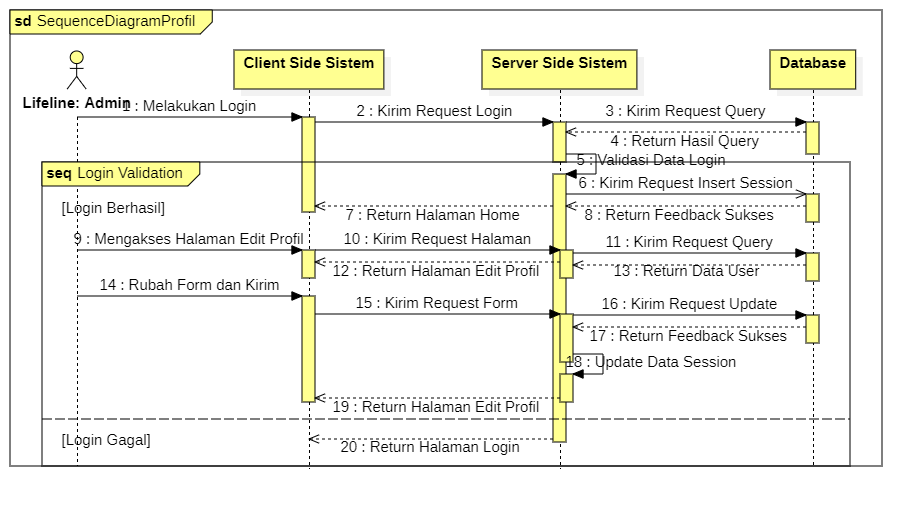 sd SequenceDiagramProfil
Client Side Sistem
Server Side Sistem
Database
Lifeline: Admin
1 : Melakukan Login
2 : Kirim Request Login
3 : Kirim Request Query
4 : Return Hasil Query
5 : Validasi Data Login
seq Login Validation
6 : Kirim Request Insert Session
[Login Berhasil]
7 : Return Halaman Home
8 : Return Feedback Sukses
9 : Mengakses Halaman Edit Profil
10 : Kirim Request Halaman
11 : Kirim Request Query
12 : Return Halaman Edit Profil
13 : Return Data User
14 : Rubah Form dan Kirim
15 : Kirim Request Form
16 : Kirim Request Update
17 : Return Feedback Sukses
18 : Update Data Session
19 : Return Halaman Edit Profil
[Login Gagal]
20 : Return Halaman Login